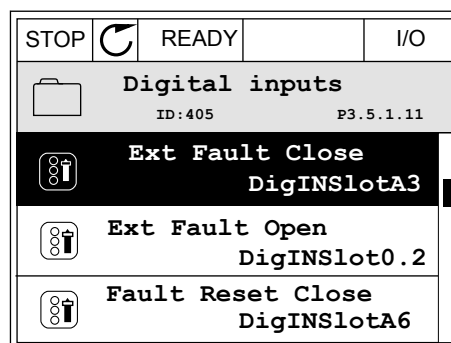 STOP READY I/O
Digital inputs
ID:405 P3.5.1.11
Ext Fault Close
DigINSlotA3
Ext Fault Open
DigINSlot0.2
Fault Reset Close
DigINSlotA6